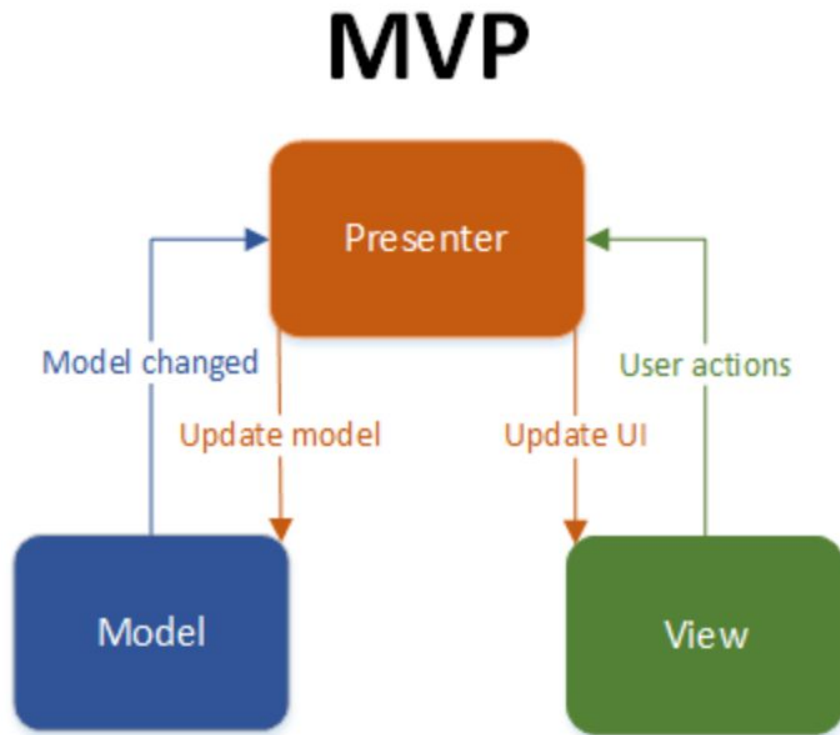 MVP
Presenter
Model changed
User actions
Update model
Update UI
Model
View